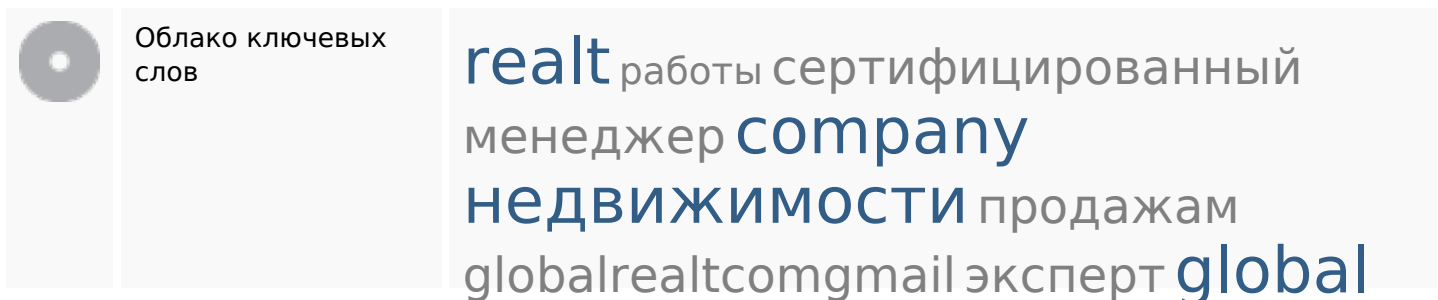 Облако ключевых
слов
realt работы сертифицированный
менеджер company
недвижимости продажам
globalrealtcomgmail эксперт global